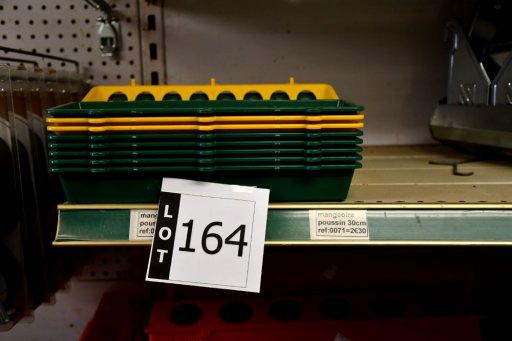 LOT
164
mangeoire
poussin 30cm
ref:0071=2€30